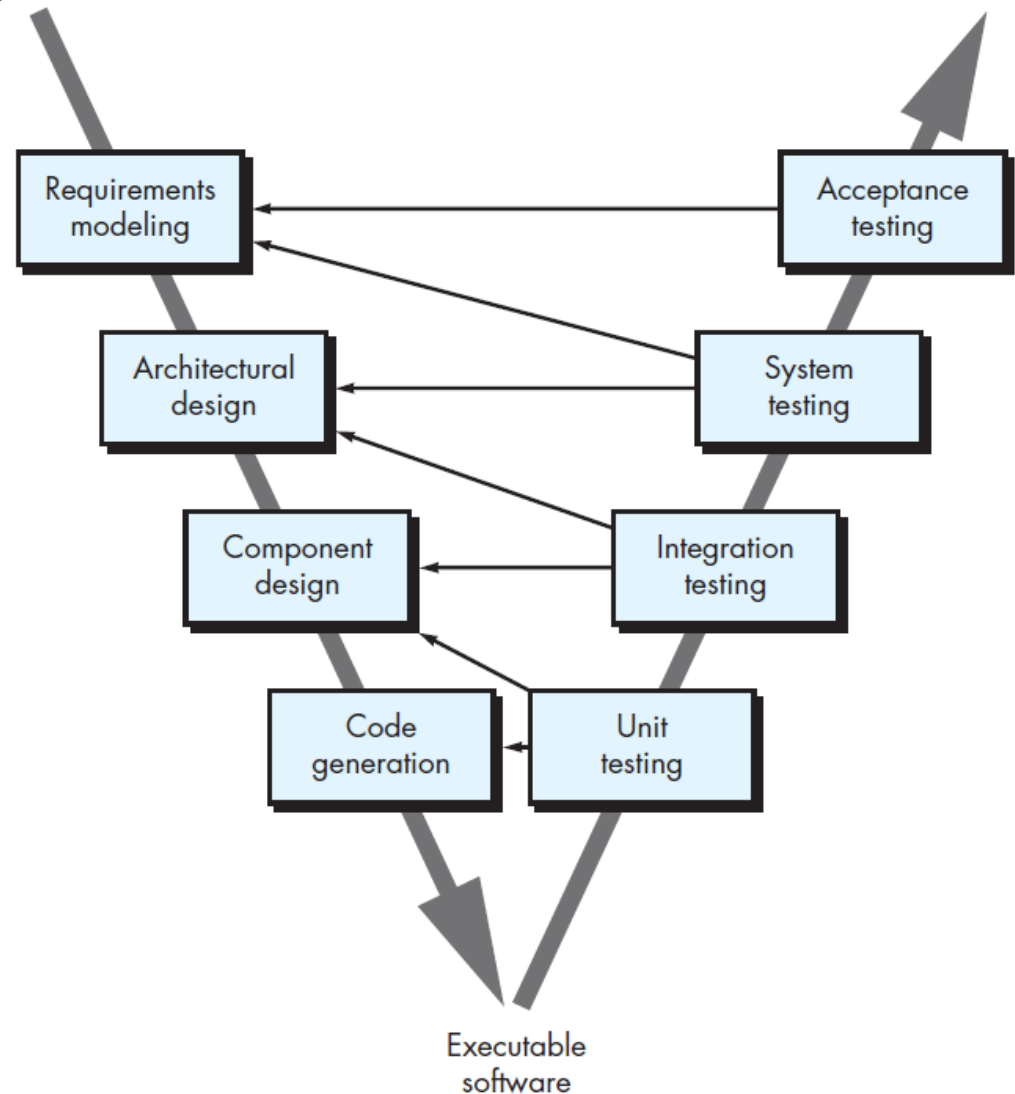 Requirements
modeling
Acceptance
testing
Architectural
design
System
testing
Component
design
Integration
testing
Code
generation
Unit
testing
Executable
software